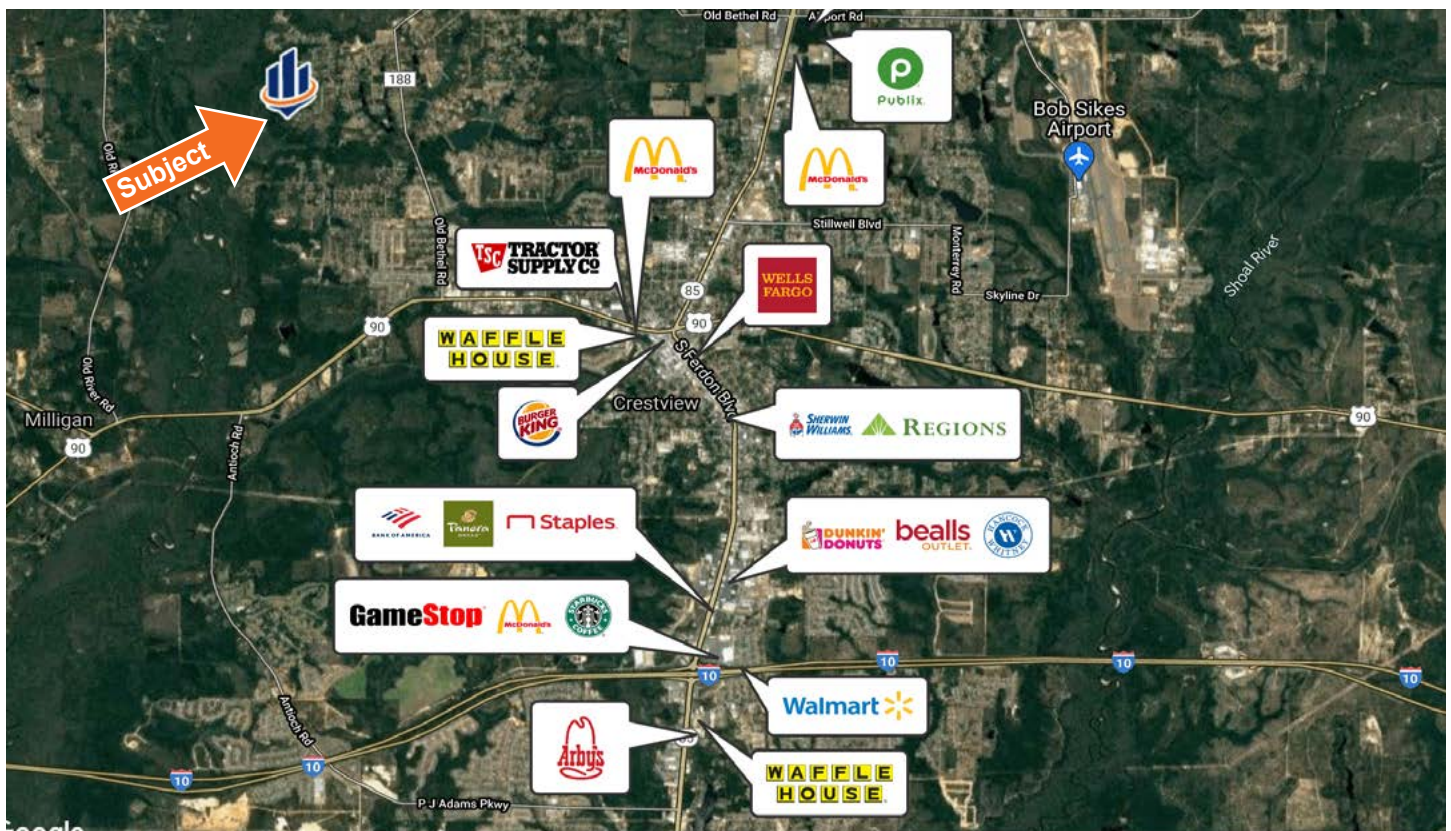 Old Bethel Rd
Airport Rd
188
Publix
Bob Sikes
Airport
Subject
McDonald's
McDonald's
Stillwell Blvd
Old Bethel Rd
Monterrey Rd
Shoal River
TSC TRACTOR
SUPPLY CO
WELLS
FARGO
85
Skyline Dr
90
90
WAFFLE
HOUSE
S Ferdon Blvd
Old River Rd
Milligan
90
BURGER
KING
Crestview
SHERWIN
WILLIAMS.
REGIONS
90
Antioch Rd
BANK OF AMERICA
Panera
BREAD
Staples
DUNKIN'
DONUTS
bealls
OUTLET.
HANCOCK
WHITNEY
W
GameStop
McDonald's
STARBUCKS
COFFEE
10
10
10
10
Walmart
Antioch Rd
Arby's
WAFFLE
HOUSE
10
10
P J Adams Pkwy